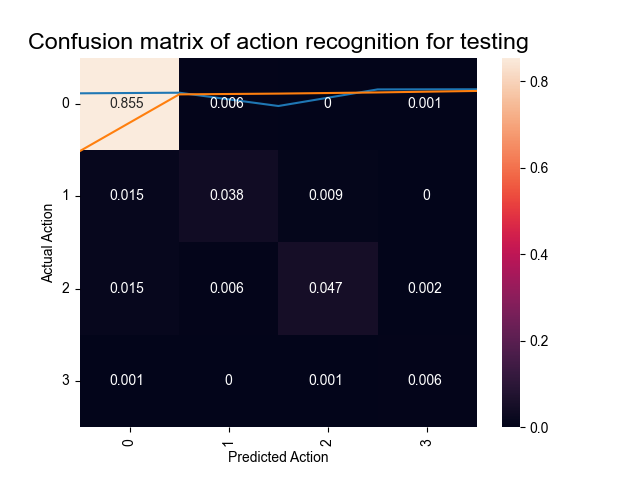 Confusion matrix of action recognition for testing
0 0.855 0.006 0 0.001
1 0.015 0.038 0.009 0
2 0.015 0.006 0.047 0.002
3 0.001 0 0.001 0.006
0 1 2 3
Predicted Action
Actual Action
0.8
0.6
0.4
0.2
0.0